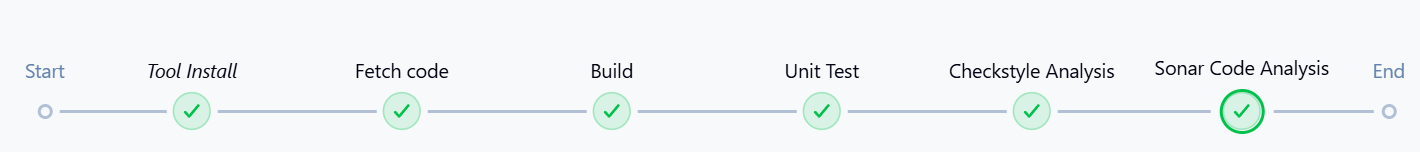 Start
Tool Install
Fetch code
Build
Unit Test
Checkstyle Analysis
Sonar Code Analysis
End